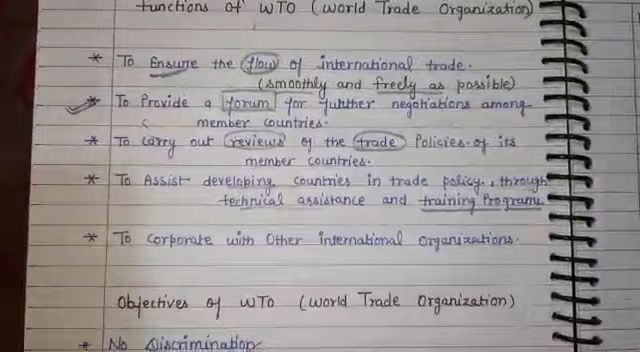 functions of WTO (World Trade Organization)
* To Ensure the flow of international trade.
(smoothly and freely as possible)
* To Provide a forum for further negotiations among
member countries.
* To carry out reviews of the trade Policies of its
member countries.
* To Assist developing countries in trade policy, through
technical assistance and training Programe
* To corporate with Other international organizations.
Objectives of WTO (World Trade Organization)
* No Discrimination